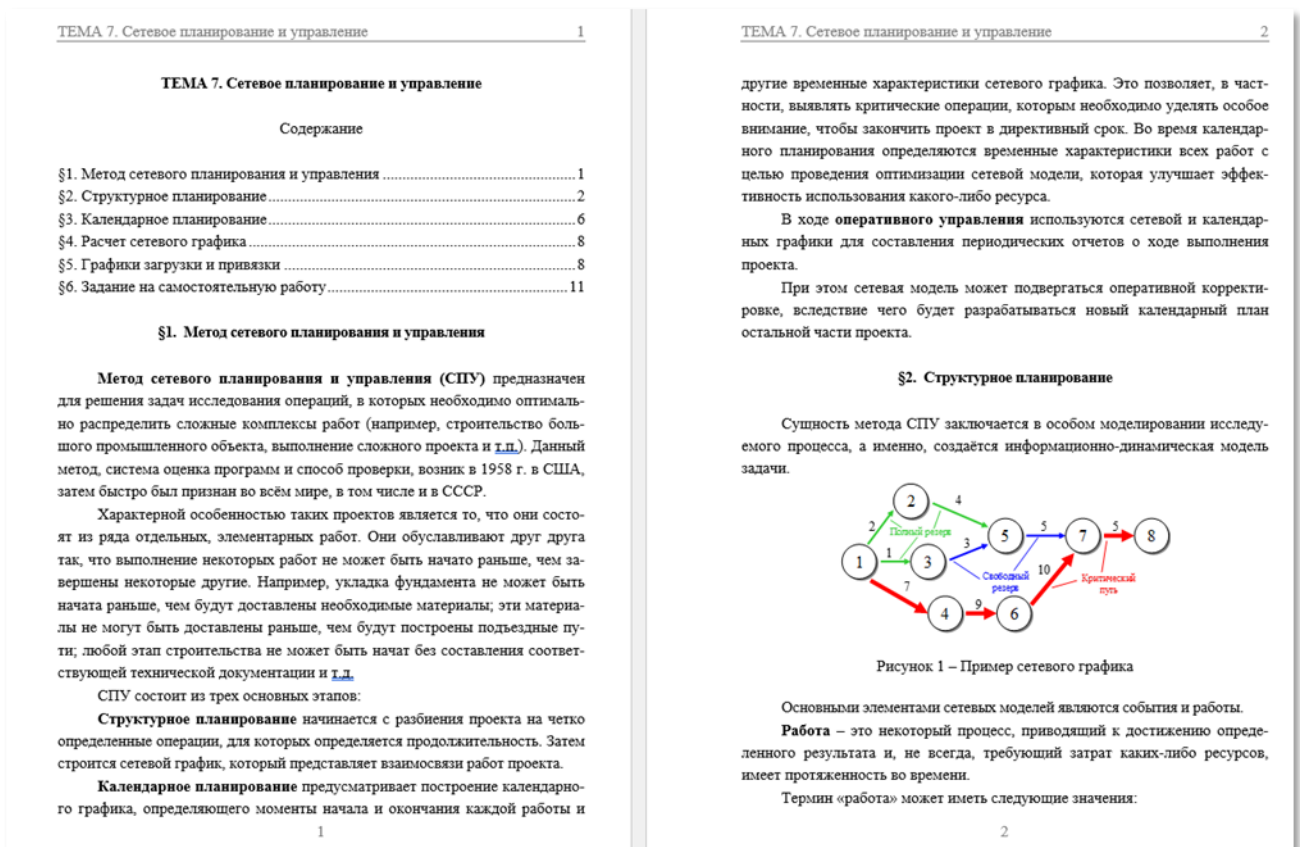 ТЕМА 7. Сетевое планирование и управление 1
ТЕМА 7. Сетевое планирование и управление
Содержание
§1. Метод сетевого планирования и управления ........................................ 1
§2. Структурное планирование ........................................ 2
§3. Календарное планирование ........................................ 6
§4. Расчет сетевого графика ........................................ 8
§5. Графики загрузки и привязки ........................................ 8
§6. Задание на самостоятельную работу ........................................ 11
§1. Метод сетевого планирования и управления
Метод сетевого планирования и управления (СПУ) предназначен
для решения задач исследования операций, в которых необходимо оптималь-
но распределить сложные комплексы работ (например, строительство боль-
шого промышленного объекта, выполнение сложного проекта и т.п.). Данный
метод, система оценка программ и способ проверки, возник в 1958 г. в США,
затем быстро был признан во всём мире, в том числе и в СССР.
Характерной особенностью таких проектов является то, что они состо-
ят из ряда отдельных, элементарных работ. Они обуславливают друг друга
так, что выполнение некоторых работ не может быть начато раньше, чем за-
вершены некоторые другие. Например, укладка фундамента не может быть
начата раньше, чем будут доставлены необходимые материалы; эти материа-
лы не могут быть доставлены раньше, чем будут построены подъездные пу-
ти; любой этап строительства не может быть начат без составления соответ-
ствующей технической документации и т.д.
СПУ состоит из трех основных этапов:
Структурное планирование начинается с разбиения проекта на четко
определенные операции, для которых определяется продолжительность. Затем
строится сетевой график, который представляет взаимосвязи работ проекта.
Календарное планирование предусматривает построение календарно-
го графика, определяющего моменты начала и окончания каждой работы и
1
ТЕМА 7. Сетевое планирование и управление 2
другие временные характеристики сетевого графика. Это позволяет, в част-
ности, выявлять критические операции, которым необходимо уделять особое
внимание, чтобы закончить проект в директивный срок. Во время календар-
ного планирования определяются временные характеристики всех работ с
целью проведения оптимизации сетевой модели, которая улучшает эффек-
тивность использования какого-либо ресурса.
В ходе оперативного управления используются сетевой и календар-
ных графики для составления периодических отчетов о ходе выполнения
проекта.
При этом сетевая модель может подвергаться оперативной корректи-
ровке, вследствие чего будет разрабатываться новый календарный план
остальной части проекта.
§2. Структурное планирование
Сущность метода СПУ заключается в особом моделировании исследу-
емого процесса, а именно, создаётся информационно-динамическая модель
задачи.
2 4
2 Полный резерв 5 5 7 5 8
1 1 3 3
Свободный
резерв
10 Критический
путь
7
4 9 6
Рисунок 1 – Пример сетевого графика
Основными элементами сетевых моделей являются события и работы.
Работа – это некоторый процесс, приводящий к достижению опреде-
ленного результата и, не всегда, требующий затрат каких-либо ресурсов,
имеет протяженность во времени.
Термин «работа» может иметь следующие значения:
2